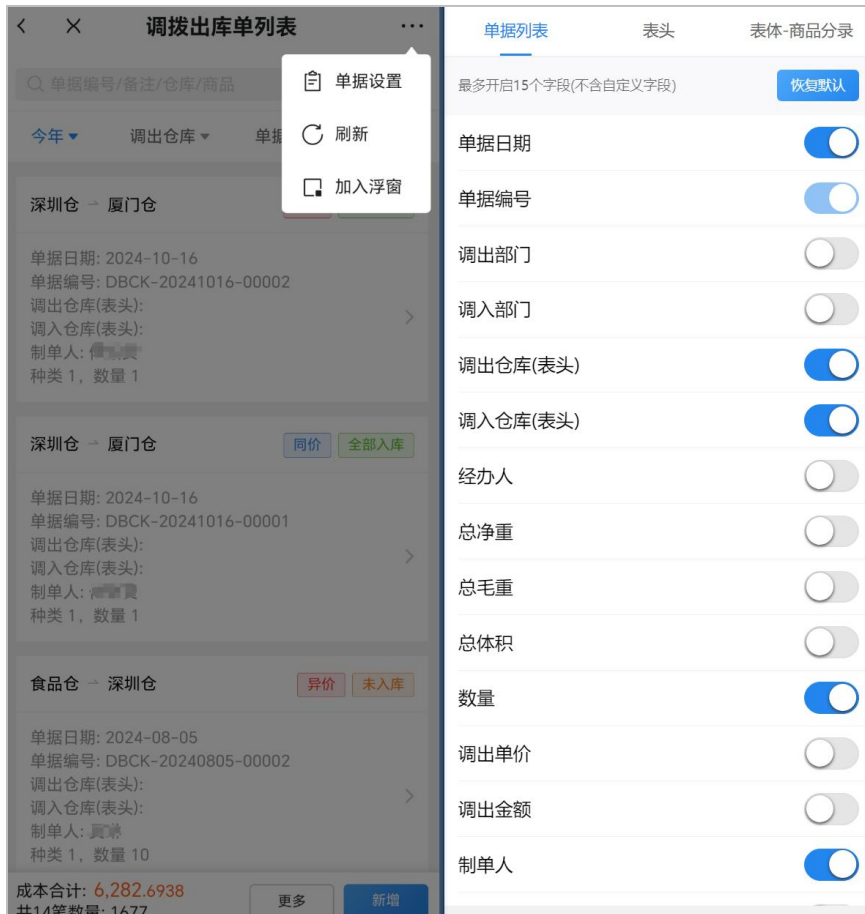 调拨出库单列表
单据编号/备注/仓库/商品
单据设置
刷新
加入浮窗
今年 调出仓库 单据
深圳仓 → 厦门仓
单据日期: 2024-10-16
单据编号: DBCK-20241016-00002
调出仓库(表头):
调入仓库(表头):
制单人:
种类 1, 数量 1
深圳仓 → 厦门仓 同价 全部入库
单据日期: 2024-10-16
单据编号: DBCK-20241016-00001
调出仓库(表头):
调入仓库(表头):
制单人:
种类 1, 数量 1
食品仓 → 深圳仓 异价 未入库
单据日期: 2024-08-05
单据编号: DBCK-20240805-00002
调出仓库(表头):
调入仓库(表头):
制单人:
种类 1, 数量 10
成本合计: 6,282.6938
共14笔数量: 1677
更多 新增
单据列表 表头 表体-商品分录
最多开启15个字段(不含自定义字段) 恢复默认
单据日期
单据编号
调出部门
调入部门
调出仓库(表头)
调入仓库(表头)
经办人
总净重
总毛重
总体积
数量
调出单价
调出金额
制单人